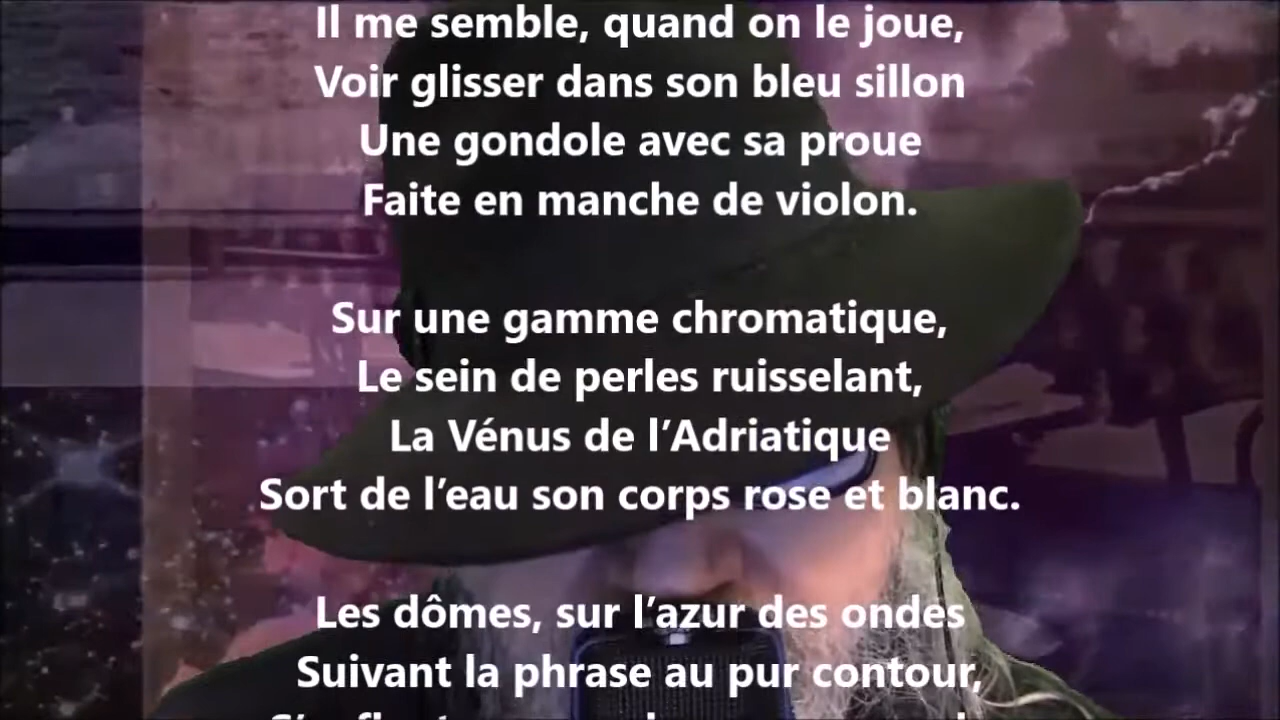 Il me semble, quand on le joue,
Voir glisser dans son bleu sillon
Une gondole avec sa proue
Faite en manche de violon.
Sur une gamme chromatique,
Le sein de perles ruisselant,
La Vénus de l’Adriatique
Sort de l’eau son corps rose et blanc.
Les dômes, sur l’azur des ondes
Suivant la phrase au pur contour,